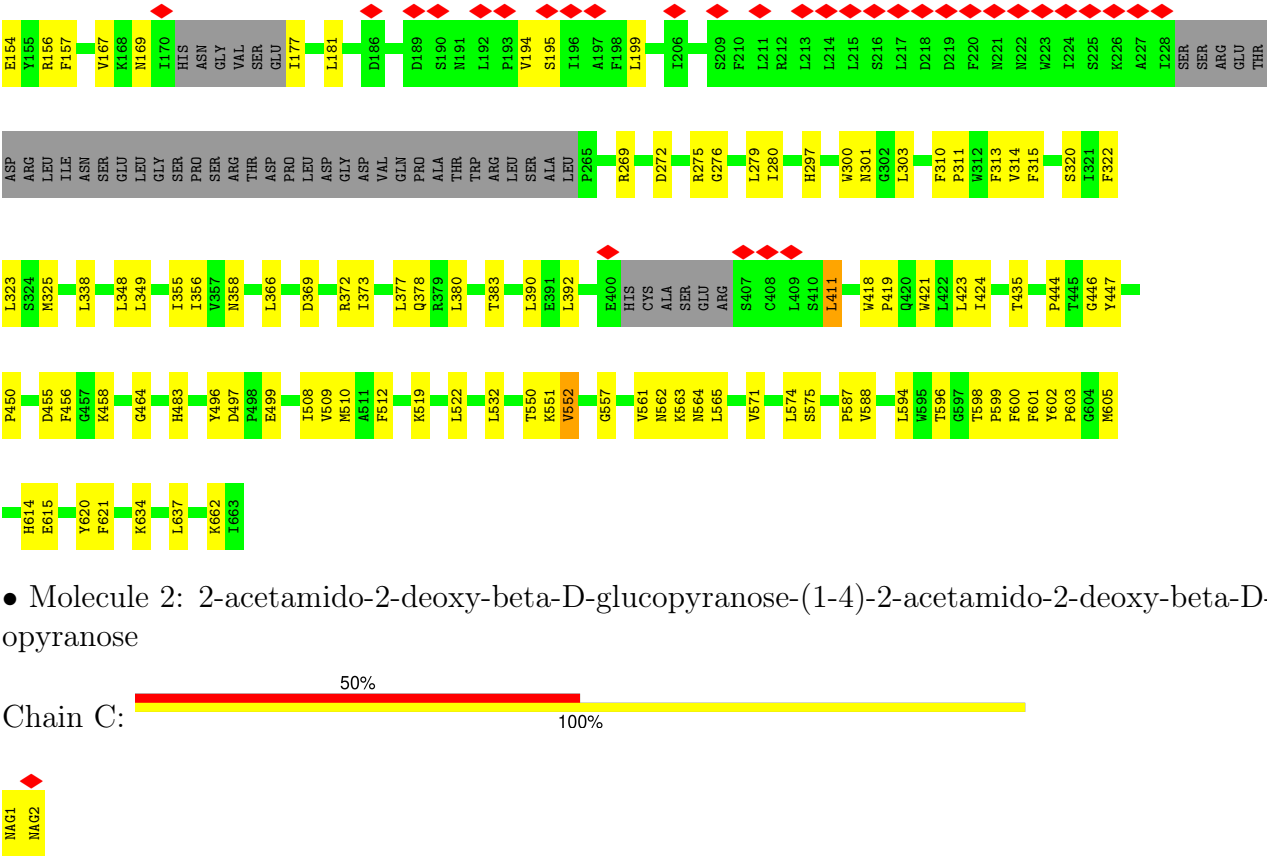 E154 Y155 R156 F157 V167 K168 N169 I170 HIS ASN GLY VAL SER GLU I177 L181 D186 D189 S190 N191 L192 P193 V194 S195 I196 A197 F198 L199 I206 S209 F210 L211 R212 L213 L214 L215 S216 L217 D218 D219 F220 N221 N222 W223 I224 S225 K226 A227 I228 SER SER ARG GLU THR
ASP ARG LEU ILE ASN SER GLU LEU GLY SER PRO SER ARG THR ASP PRO LEU ASP GLY ASP VAL GLN PRO ALA THR TRP ARG LEU SER ALA LEU P265 R269 D272 R275 G276 L279 I280 H297 W300 N301 G302 L303 F310 P311 W312 F313 V314 F315 S320 I321 F322
L323 S324 M325 L338 L348 L349 I355 I356 V357 N358 L366 D369 R372 I373 L377 Q378 R379 L380 T383 L390 E391 L392 E400 HIS CYS ALA SER GLU ARG S407 C408 L409 S410 L411 W418 P419 Q420 W421 L422 L423 I424 T435 P444 T445 G446 Y447
P450 D455 F456 G457 K458 G464 H483 Y496 D497 P498 E499 I508 V509 M510 A511 F512 K519 L522 L532 T550 K551 V552 G557 V561 N562 K563 N564 L565 V571 L574 S575 P587 V588 L594 W595 T596 G597 T598 P599 F600 F601 Y602 P603 G604 M605
H614 E615 Y620 F621 K634 L637 K662 I663
• Molecule 2: 2-acetamido-2-deoxy-beta-D-glucopyranose-(1-4)-2-acetamido-2-deoxy-beta-D-
opyranose
50%
Chain C:
100%
NAG1 NAG2